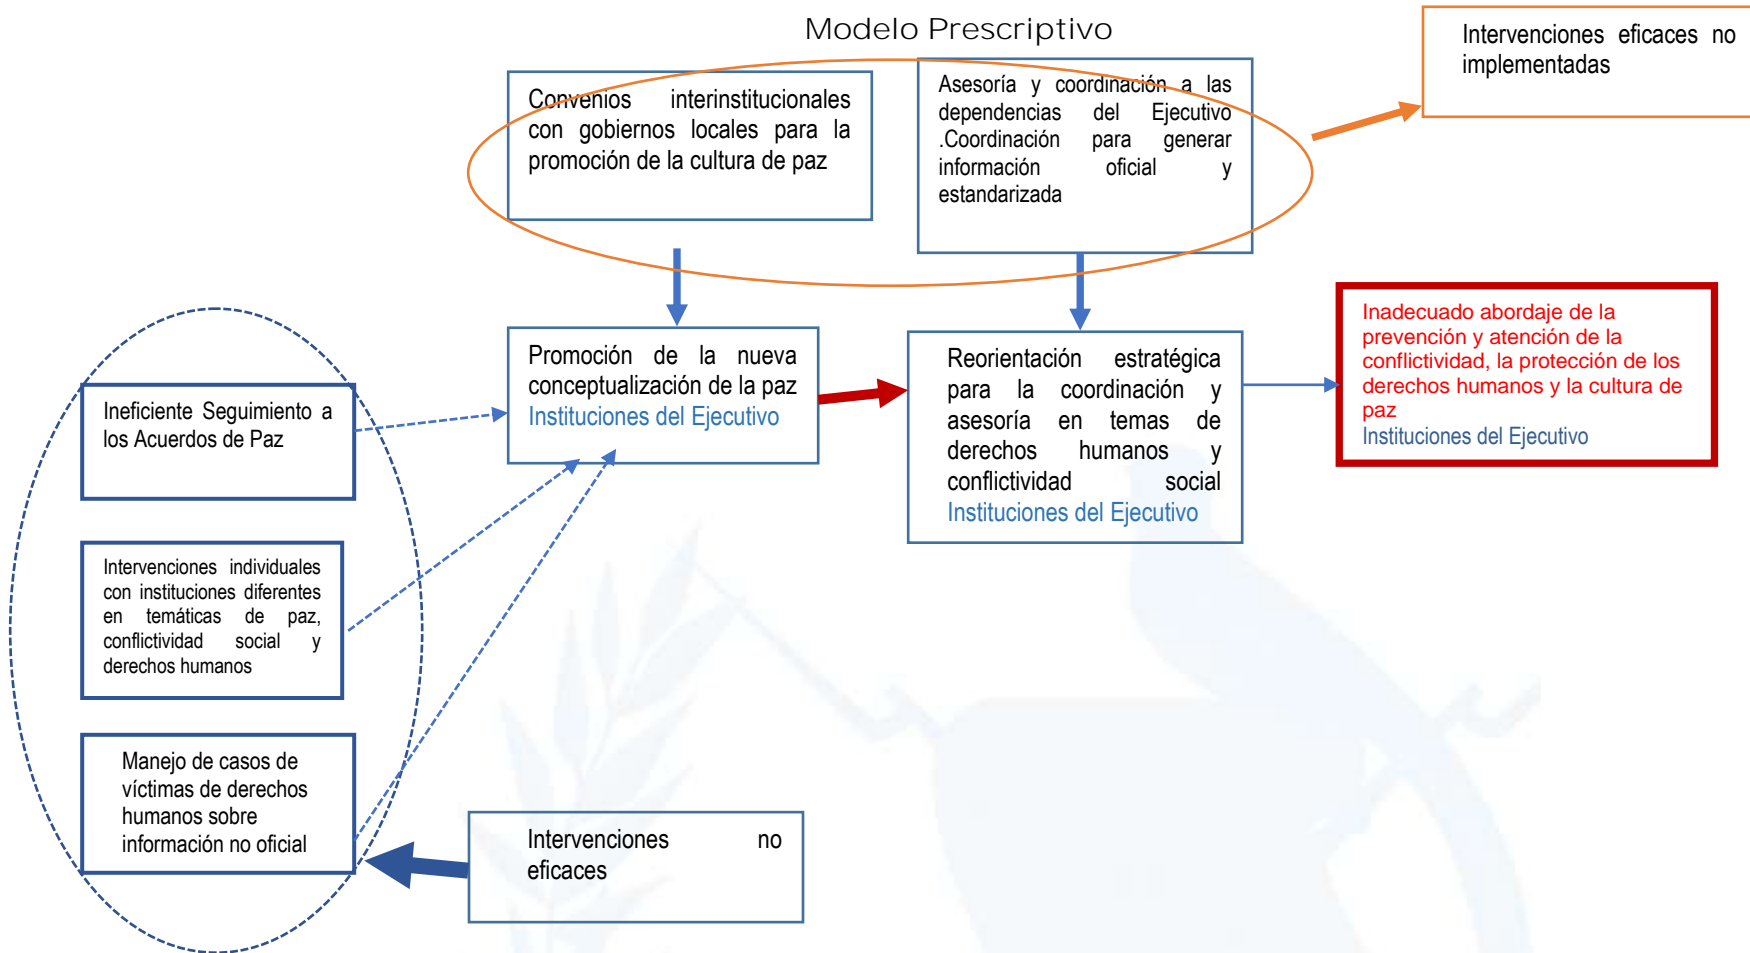 Modelo Prescriptivo
Intervenciones eficaces no
implementadas
Convenios interinstitucionales
con gobiernos locales para la
promoción de la cultura de paz
Asesoría y coordinación a las
dependencias del Ejecutivo
.Coordinación para generar
información oficial y
estandarizada
Ineficiente Seguimiento a
los Acuerdos de Paz
Promoción de la nueva
conceptualización de la paz
Instituciones del Ejecutivo
Reorientación estratégica
para la coordinación y
asesoría en temas de
derechos humanos y
conflictividad social
Instituciones del Ejecutivo
Inadecuado abordaje de la
prevención y atención de la
conflictividad, la protección de los
derechos humanos y la cultura de
paz
Instituciones del Ejecutivo
Intervenciones individuales
con instituciones diferentes
en temáticas de paz,
conflictividad social y
derechos humanos
Manejo de casos de
víctimas de derechos
humanos sobre
información no oficial
Intervenciones no
eficaces